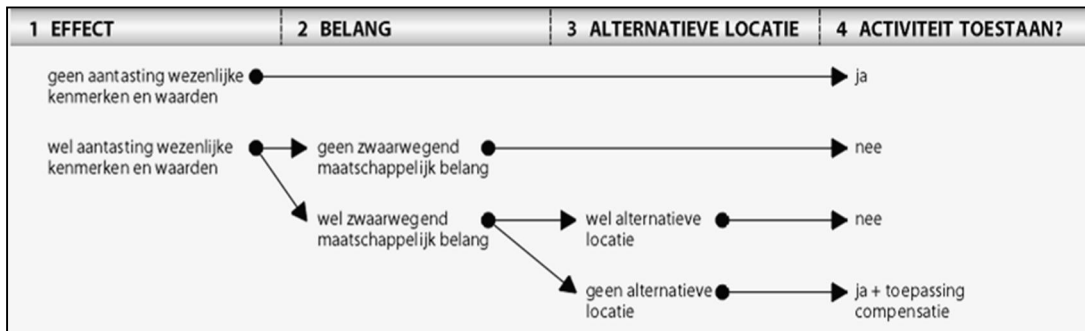 1 EFFECT 2 BELANG 3 ALTERNATIEVE LOCATIE 4 ACTIVITEIT TOESTAAN?
geen aantasting wezenlijke
kenmerken en waarden
ja
wel aantasting wezenlijke
kenmerken en waarden
geen zwaarwegend
maatschappelijk belang
nee
wel zwaarwegend
maatschappelijk belang
wel alternatieve
locatie
nee
geen alternatieve
locatie
ja + toepassing
compensatie